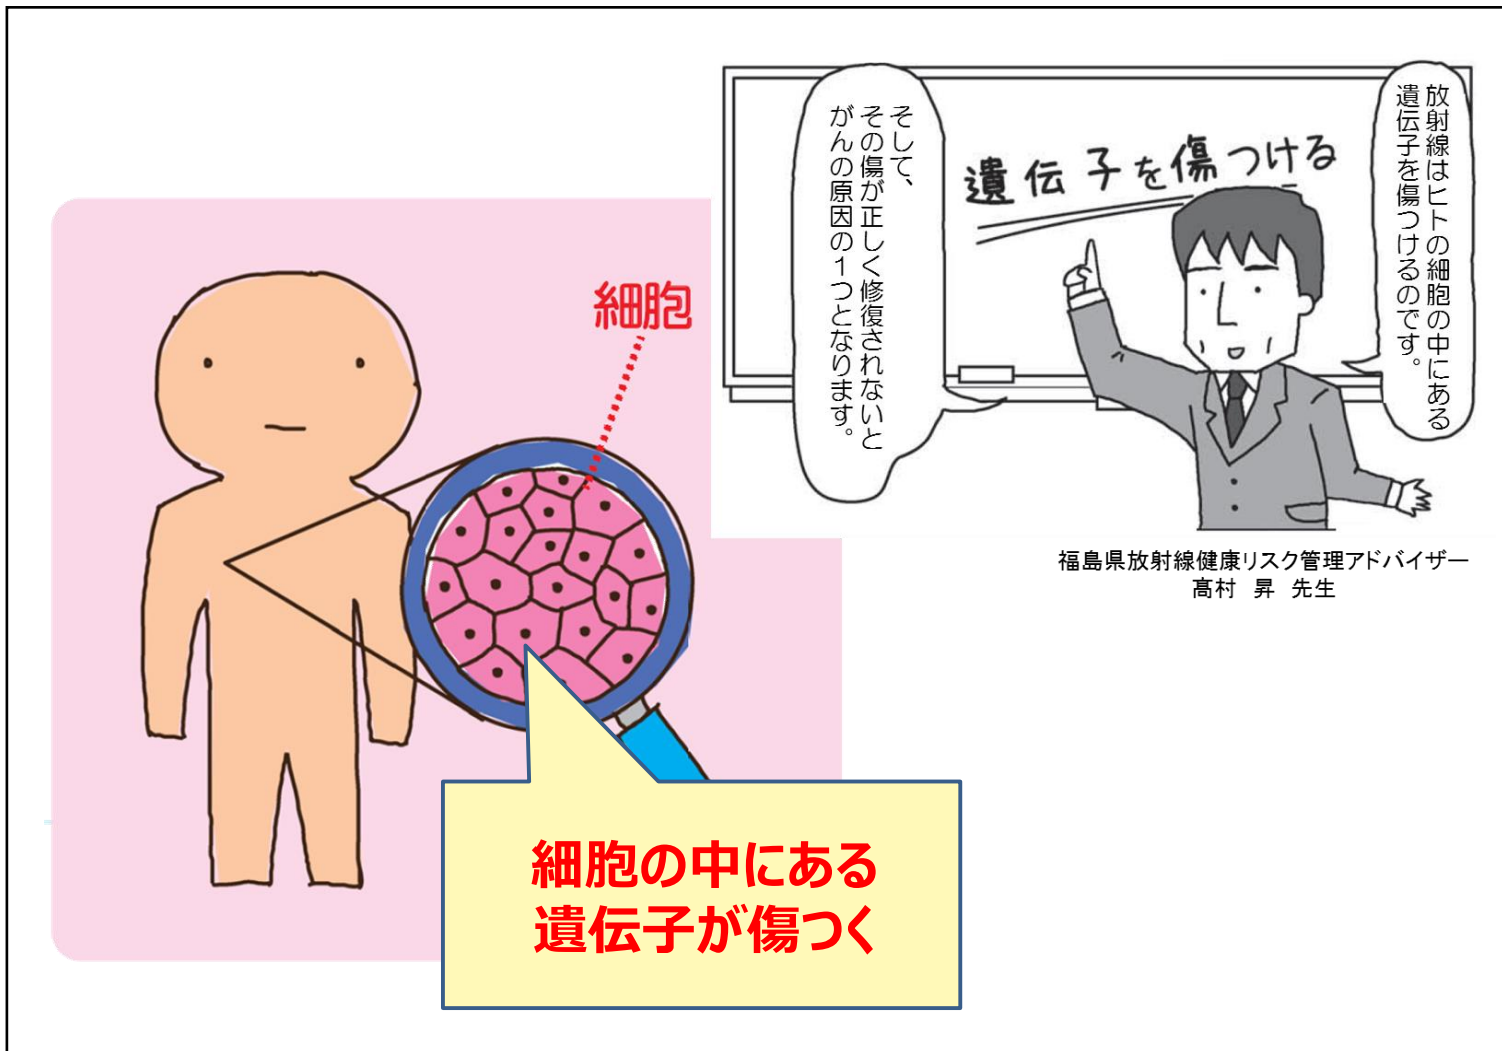 放射線はヒトの細胞の中にある
遺伝子を傷つけるのです。
遺伝子を傷つける
そして、
その傷が正しく修復されないと
がんの原因の1つとなります。
福島県放射線健康リスク管理アドバイザー
髙村 昇 先生
細胞
細胞の中にある
遺伝子が傷つく